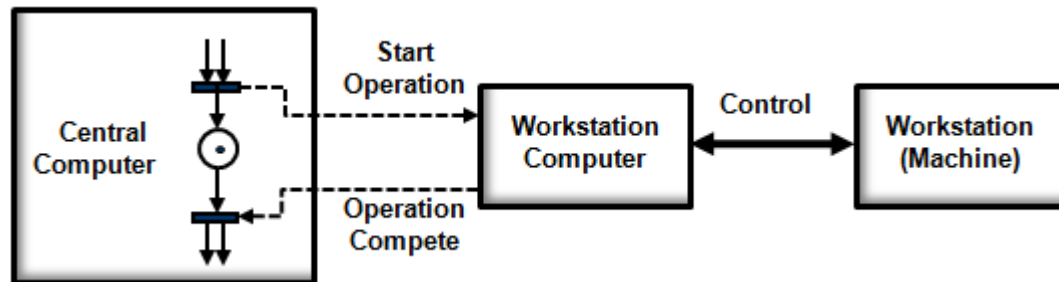 Central
Computer
Start
Operation
Operation
Compete
Workstation
Computer
Control
Workstation
(Machine)